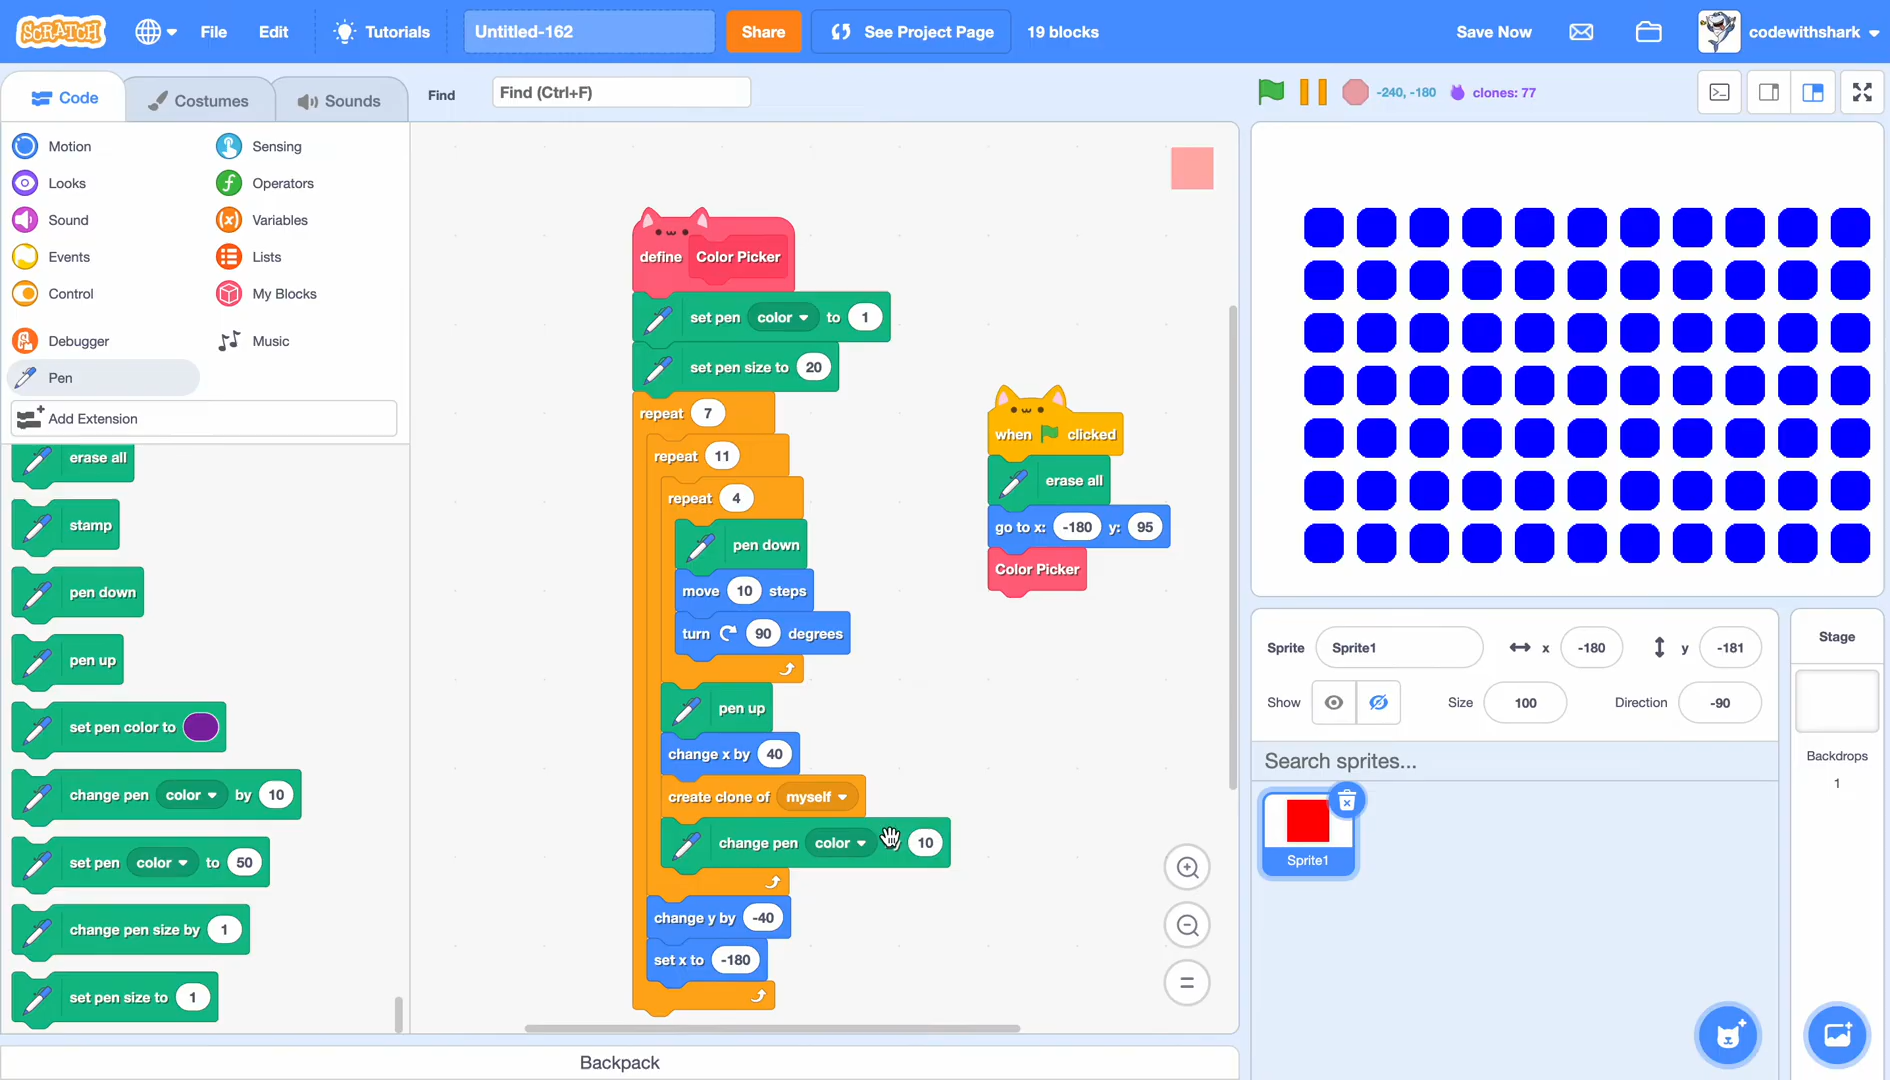 SCRATCH
File
Edit
Tutorials
Untitled-162
Share
See Project Page
19 blocks
Save Now
codewithshark
Code
Costumes
Sounds
Find
Find (Ctrl+F)
-240, -180
clones: 77
Motion
Sensing
Looks
Operators
Sound
Variables
Events
Lists
Control
My Blocks
Debugger
Music
Pen
Add Extension
erase all
stamp
pen down
pen up
set pen color to
change pen color by 10
set pen color to 50
change pen size by 1
set pen size to 1
define Color Picker
set pen color to 1
set pen size to 20
repeat 7
repeat 11
repeat 4
pen down
move 10 steps
turn 90 degrees
pen up
change x by 40
create clone of myself
change pen color 10
change y by -40
set x to -180
when clicked
erase all
go to x: -180 y: 95
Color Picker
Sprite Sprite1 x -180 y -181
Show Size 100 Direction -90
Search sprites...
Sprite1
Stage
Backdrops
1
Backpack